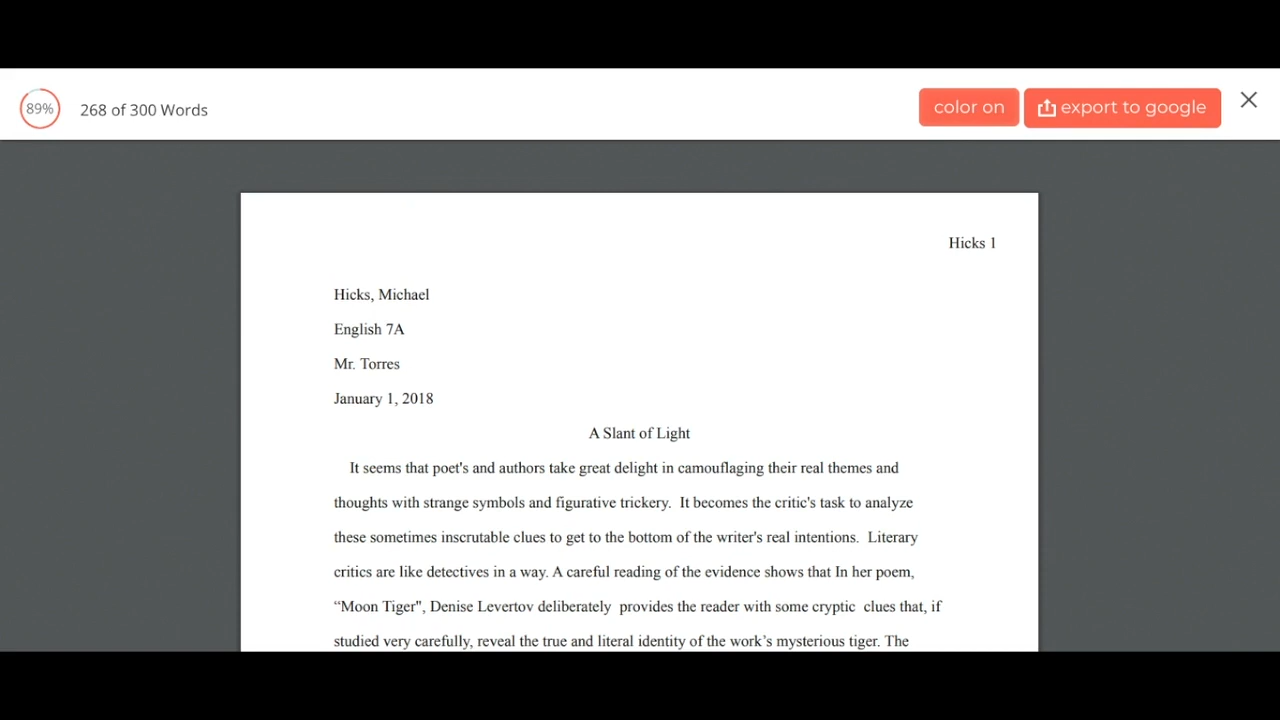 89%
268 of 300 Words
color on
export to google
Hicks 1
Hicks, Michael
English 7A
Mr. Torres
January 1, 2018
A Slant of Light
It seems that poet's and authors take great delight in camouflaging their real themes and
thoughts with strange symbols and figurative trickery.  It becomes the critic's task to analyze
these sometimes inscrutable clues to get to the bottom of the writer's real intentions.  Literary
critics are like detectives in a way. A careful reading of the evidence shows that In her poem,
“Moon Tiger", Denise Levertov deliberately  provides the reader with some cryptic  clues that, if
studied very carefully, reveal the true and literal identity of the work’s mysterious tiger. The